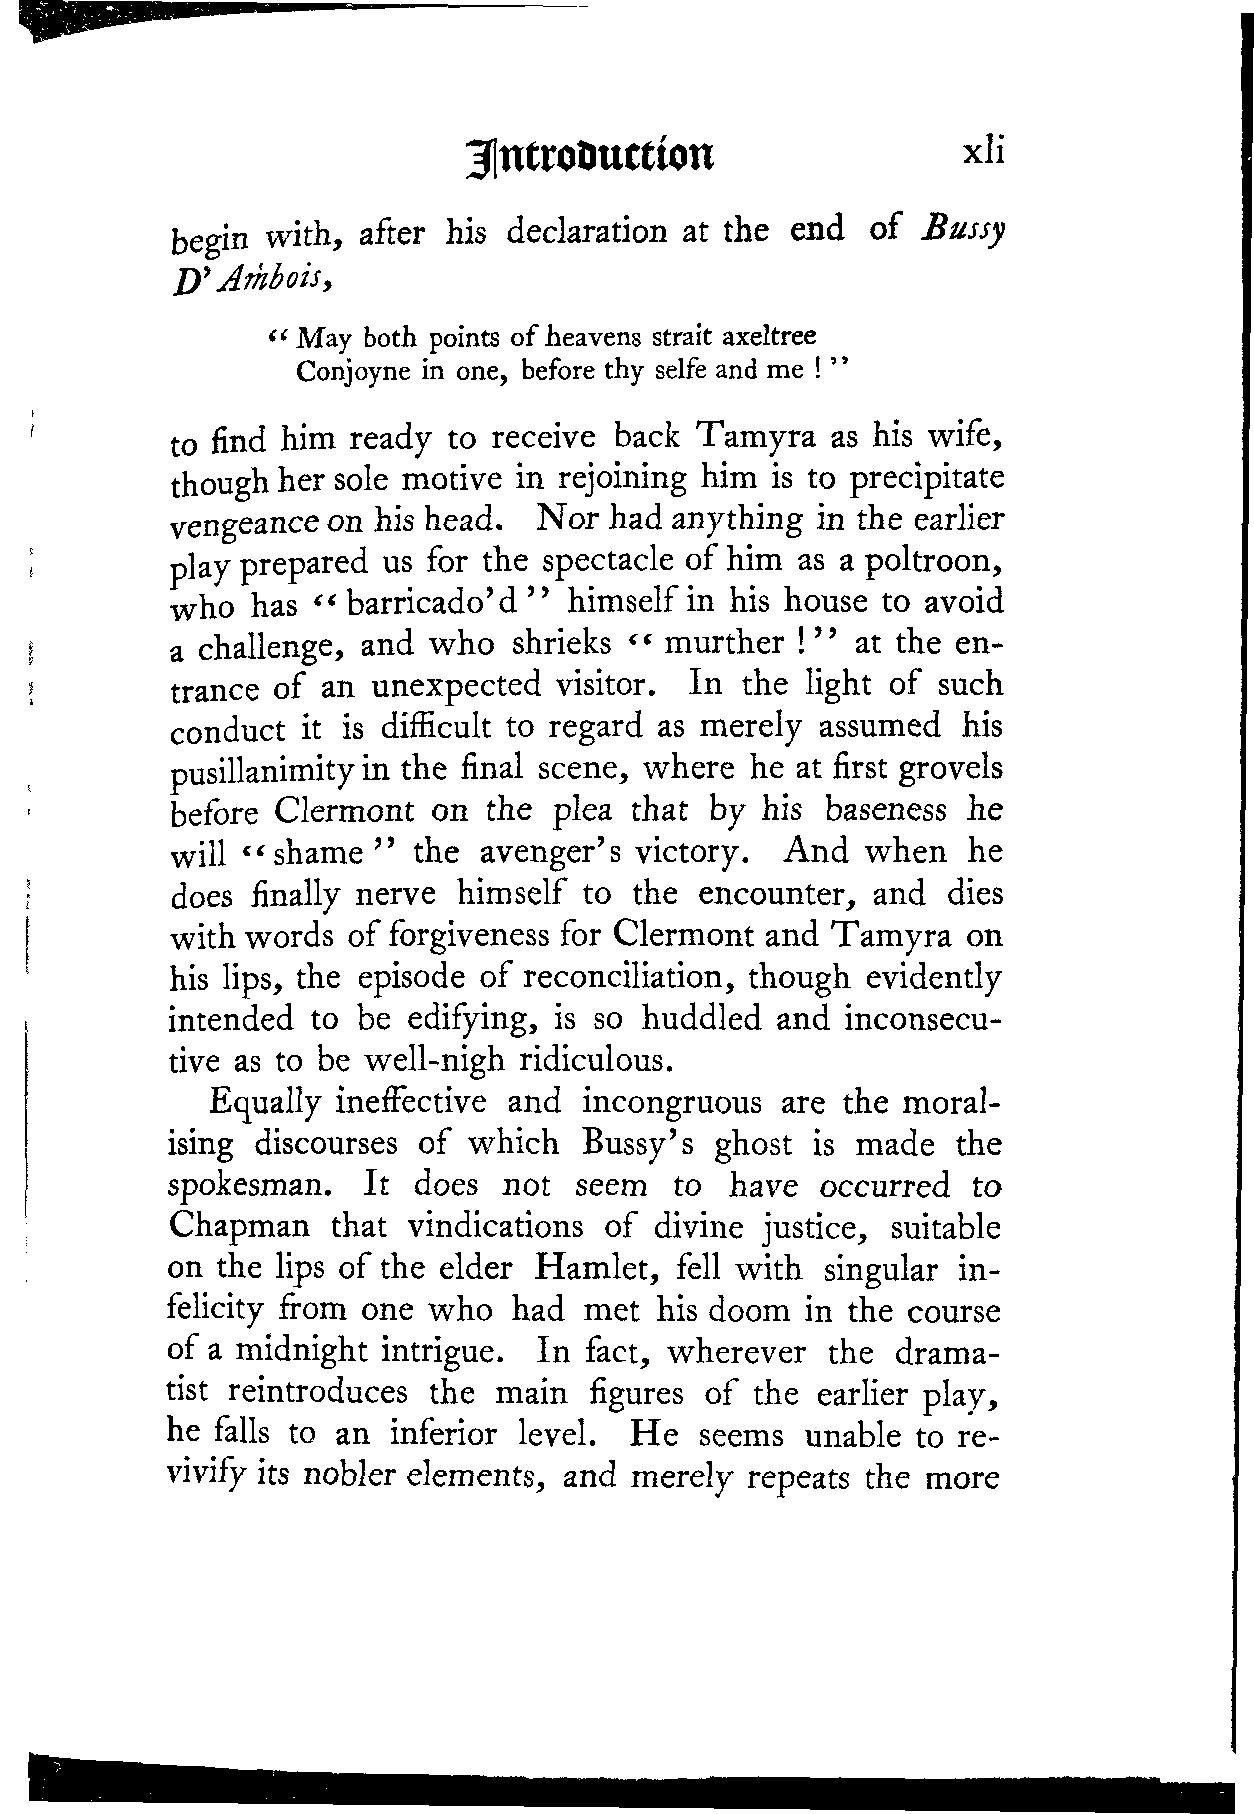 Introduction xli
begin with, after his declaration at the end of Bussy
D'Ambois,
“ May both points of heavens strait axeltree
Conjoyne in one, before thy selfe and me ! ”
to find him ready to receive back Tamyra as his wife,
though her sole motive in rejoining him is to precipitate
vengeance on his head. Nor had anything in the earlier
play prepared us for the spectacle of him as a poltroon,
who has “ barricado’d ” himself in his house to avoid
a challenge, and who shrieks “ murther ! ” at the en-
trance of an unexpected visitor. In the light of such
conduct it is difficult to regard as merely assumed his
pusillanimity in the final scene, where he at first grovels
before Clermont on the plea that by his baseness he
will “ shame ” the avenger’s victory. And when he
does finally nerve himself to the encounter, and dies
with words of forgiveness for Clermont and Tamyra on
his lips, the episode of reconciliation, though evidently
intended to be edifying, is so huddled and inconsecu-
tive as to be well-nigh ridiculous.
Equally ineffective and incongruous are the moral-
ising discourses of which Bussy’s ghost is made the
spokesman. It does not seem to have occurred to
Chapman that vindications of divine justice, suitable
on the lips of the elder Hamlet, fell with singular in-
felicity from one who had met his doom in the course
of a midnight intrigue. In fact, wherever the drama-
tist reintroduces the main figures of the earlier play,
he falls to an inferior level. He seems unable to re-
vivify its nobler elements, and merely repeats the more